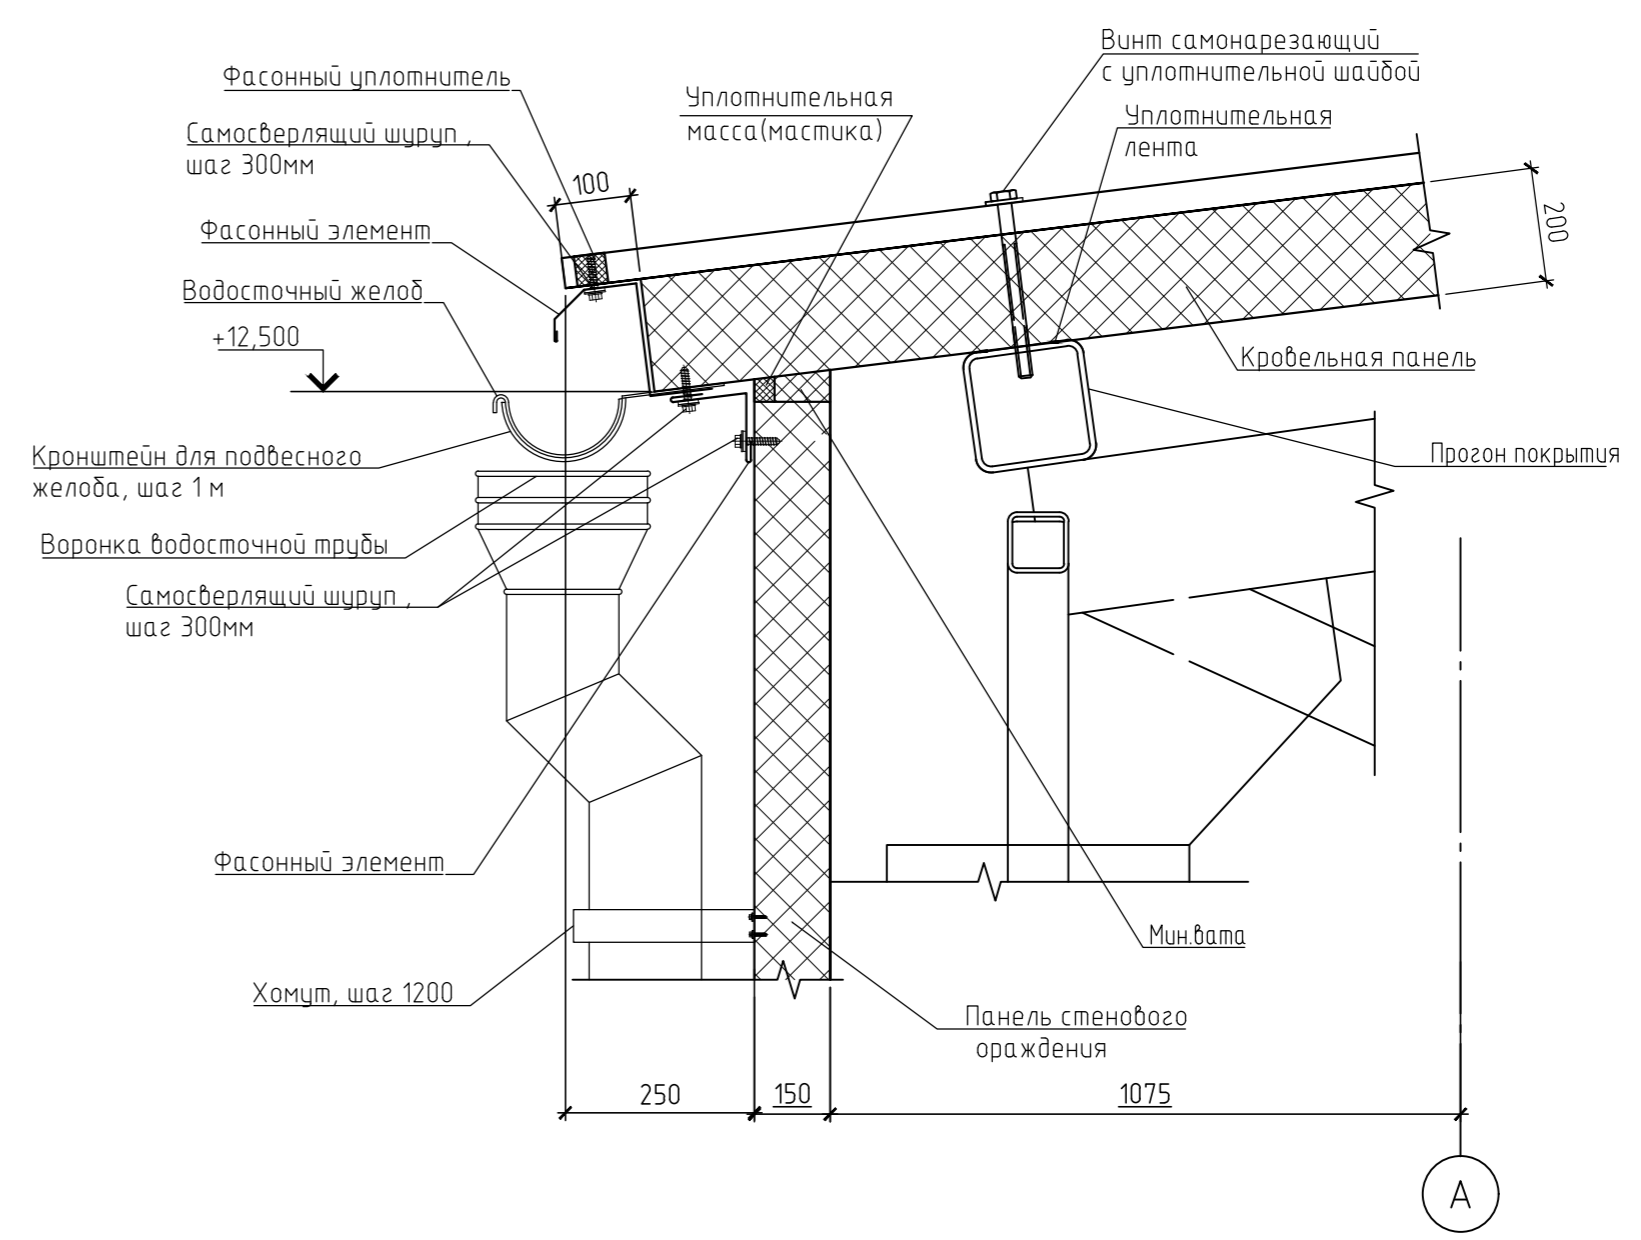 Винт самонарезающий
с уплотнительной шайбой
Фасонный уплотнитель
Уплотнительная
масса(мастика)
Уплотнительная
лента
Самосверлящий шуруп ,
шаг 300мм
100
200
Фасонный элемент
Водосточный желоб
+12,500
Кровельная панель
Кронштейн для подвесного
желоба, шаг 1 м
Прогон покрытия
Воронка водосточной трубы
Самосверлящий шуруп ,
шаг 300мм
Фасонный элемент
Мин.вата
Хомут, шаг 1200
Панель стенового
ораждения
250
150
1075
А